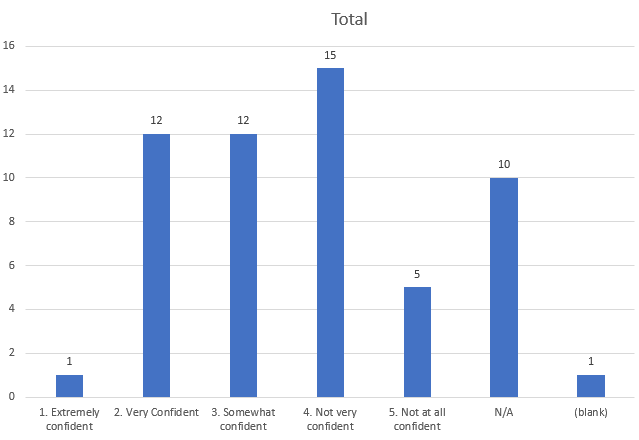 Total
16
14
12
10
8
6
4
2
0
1
12
12
15
5
10
1
1. Extremely
confident
2. Very Confident
3. Somewhat
confident
4. Not very
confident
5. Not at all
confident
N/A
(blank)